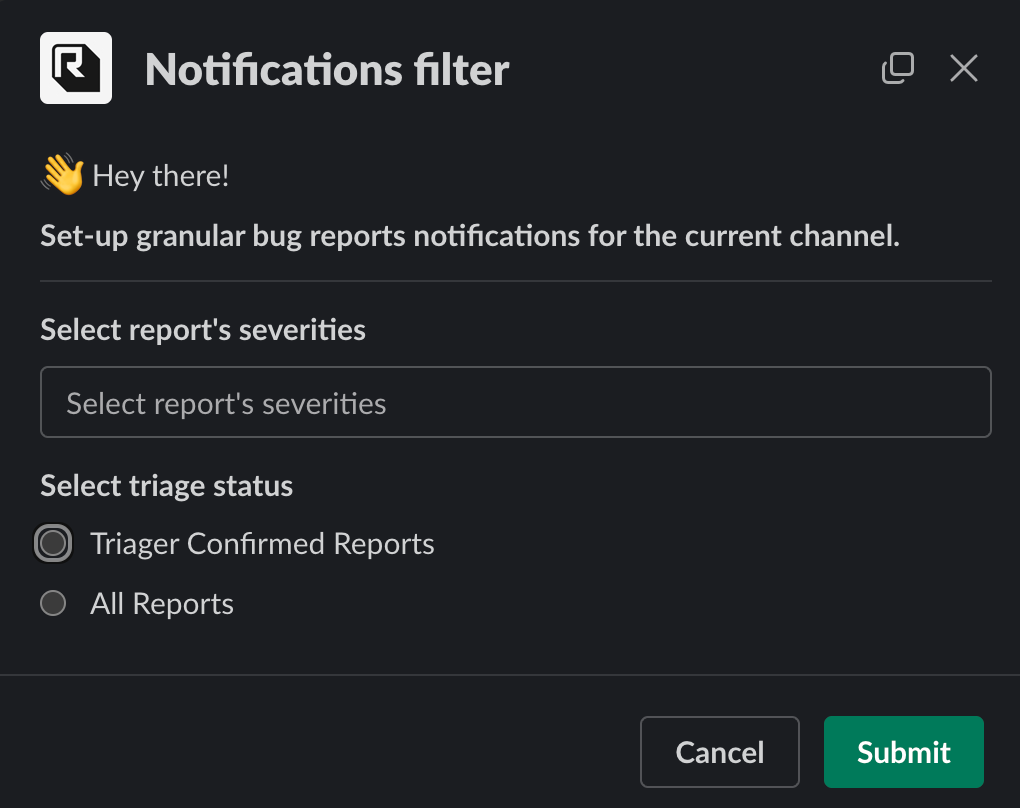 Notifications filter
👋 Hey there!
Set-up granular bug reports notifications for the current channel.
Select report's severities
Select report's severities
Select triage status
Triager Confirmed Reports
All Reports
Cancel
Submit